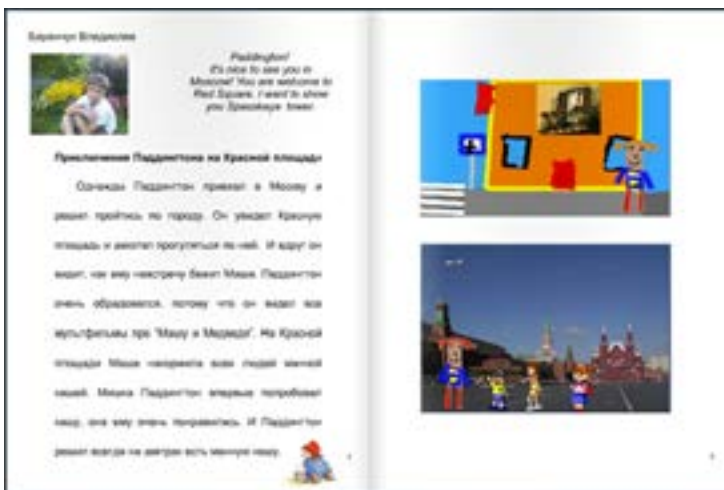 Баранчук Владислав
Paddington!
It's nice to see you in
Moscow! You are welcome to
Red Square. I want to show
you Spasskaya tower.
Приключения Паддингтона на Красной площади
Однажды Паддингтон приехал в Москву и
решил пройтись по городу. Он увидел Красную
площадь и захотел прогуляться по ней. И вдруг он
видит, как ему навстречу бежит Маша. Паддингтон
очень обрадовался, потому что он видел все
мультфильмы про "Машу и Медведя". На Красной
площади Маша накормила всех людей манной
кашей. Мишка Паддингтон впервые попробовал
кашу, она ему очень понравилась. И Паддингтон
решил всегда на завтрак есть манную кашу.